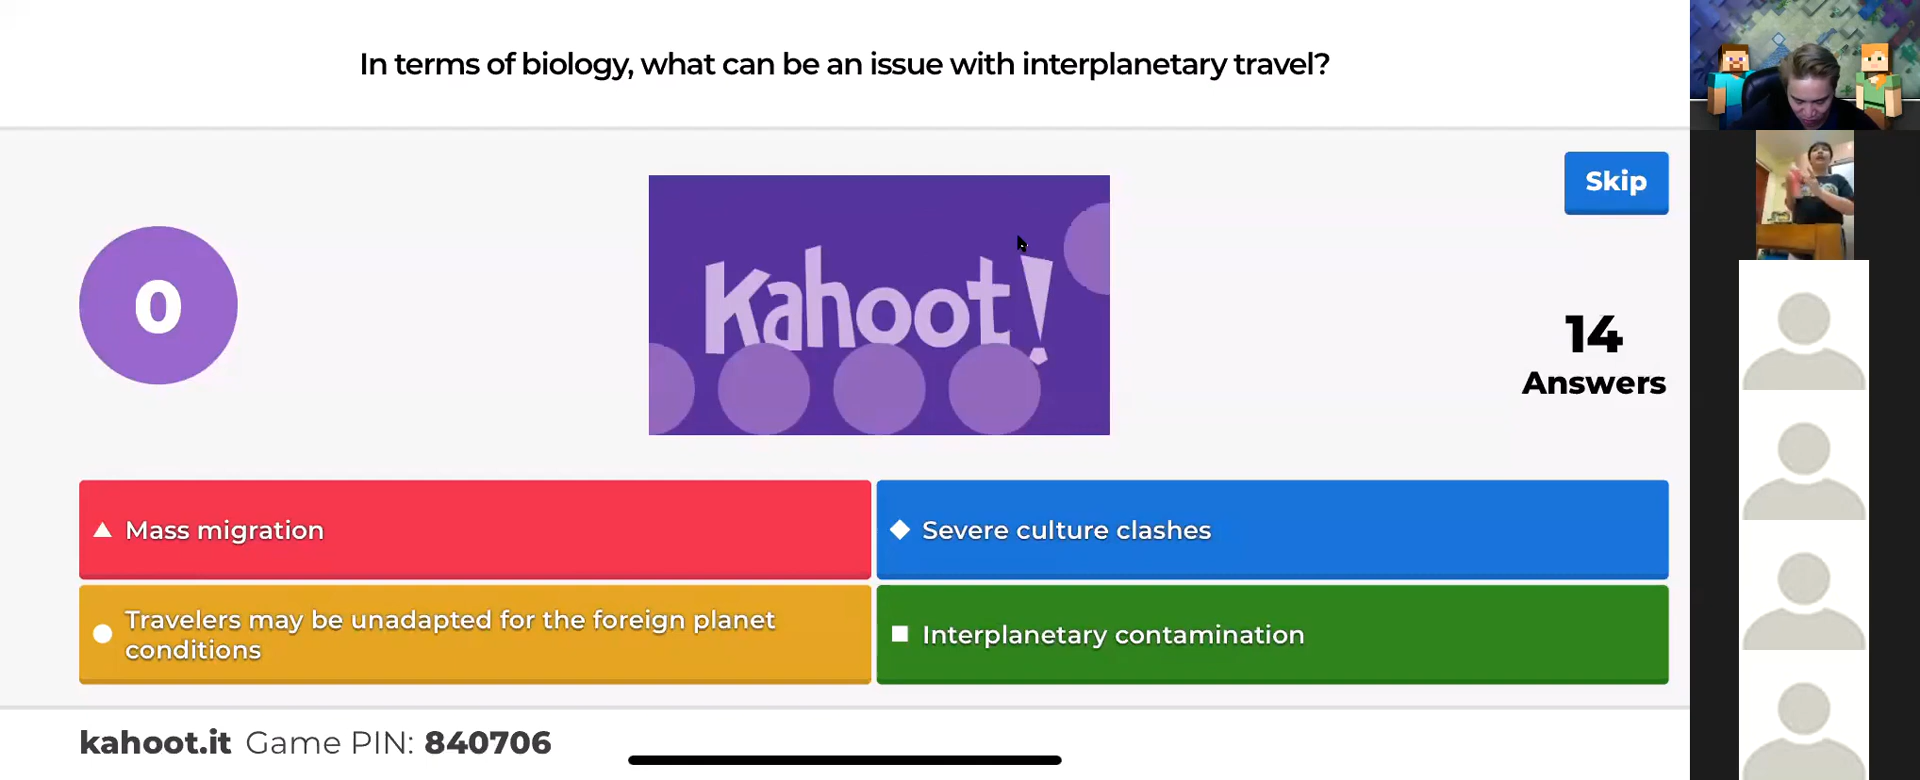 In terms of biology, what can be an issue with interplanetary travel?
Skip
0
Kahoot!
14
Answers
Mass migration
Severe culture clashes
Travelers may be unadapted for the foreign planet
conditions
Interplanetary contamination
kahoot.it Game PIN: 840706